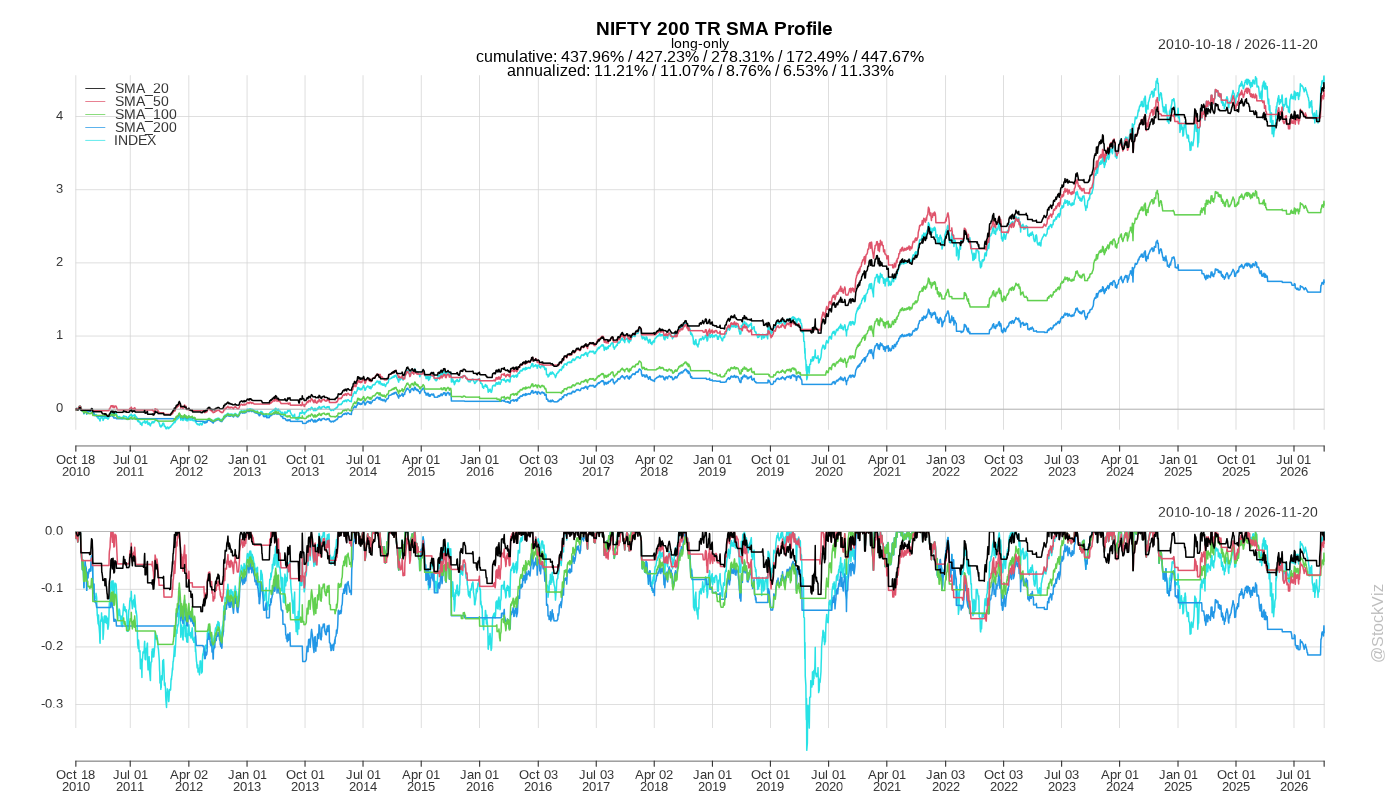 NIFTY 200 TR SMA Profile
long-only
2010-10-18 / 2026-11-20
cumulative: 437.96% / 427.23% / 278.31% / 172.49% / 447.67%
annualized: 11.21% / 11.07% / 8.76% / 6.53% / 11.33%
SMA_20
SMA_50
SMA_100
SMA_200
INDEX
4
3
2
1
0
Oct 18 Jul 01 Apr 02 Jan 01 Oct 01 Jul 01 Apr 01 Jan 01 Oct 03 Jul 03 Apr 02 Jan 01 Oct 01 Jul 01 Apr 01 Jan 03 Oct 03 Jul 03 Apr 01 Jan 01 Oct 01 Jul 01
2010 2011 2012 2013 2013 2014 2015 2016 2016 2017 2018 2019 2019 2020 2021 2022 2022 2023 2024 2025 2025 2026
2010-10-18 / 2026-11-20
0.0
-0.1
-0.2
-0.3
Oct 18 Jul 01 Apr 02 Jan 01 Oct 01 Jul 01 Apr 01 Jan 01 Oct 03 Jul 03 Apr 02 Jan 01 Oct 01 Jul 01 Apr 01 Jan 03 Oct 03 Jul 03 Apr 01 Jan 01 Oct 01 Jul 01
2010 2011 2012 2013 2013 2014 2015 2016 2016 2017 2018 2019 2019 2020 2021 2022 2022 2023 2024 2025 2025 2026
@StockViz